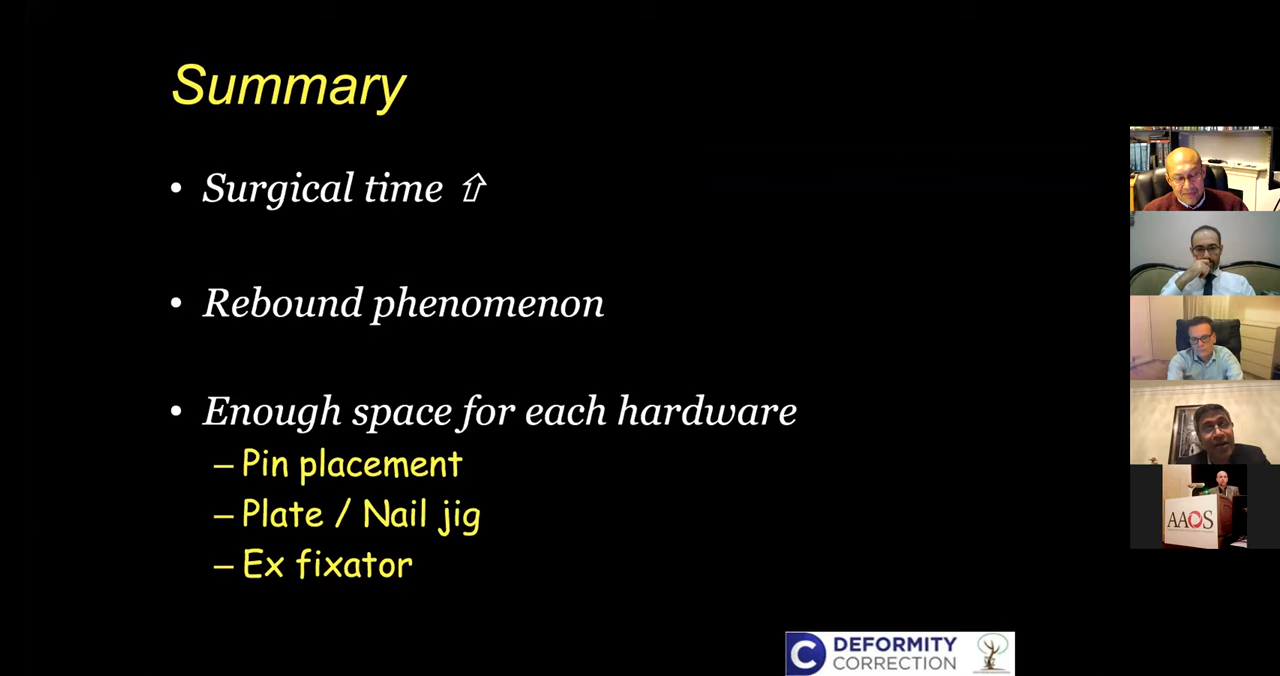 Summary
• Surgical time ⇧
• Rebound phenomenon
• Enough space for each hardware
– Pin placement
– Plate / Nail jig
– Ex fixator
AAOS
C DEFORMITY
CORRECTION